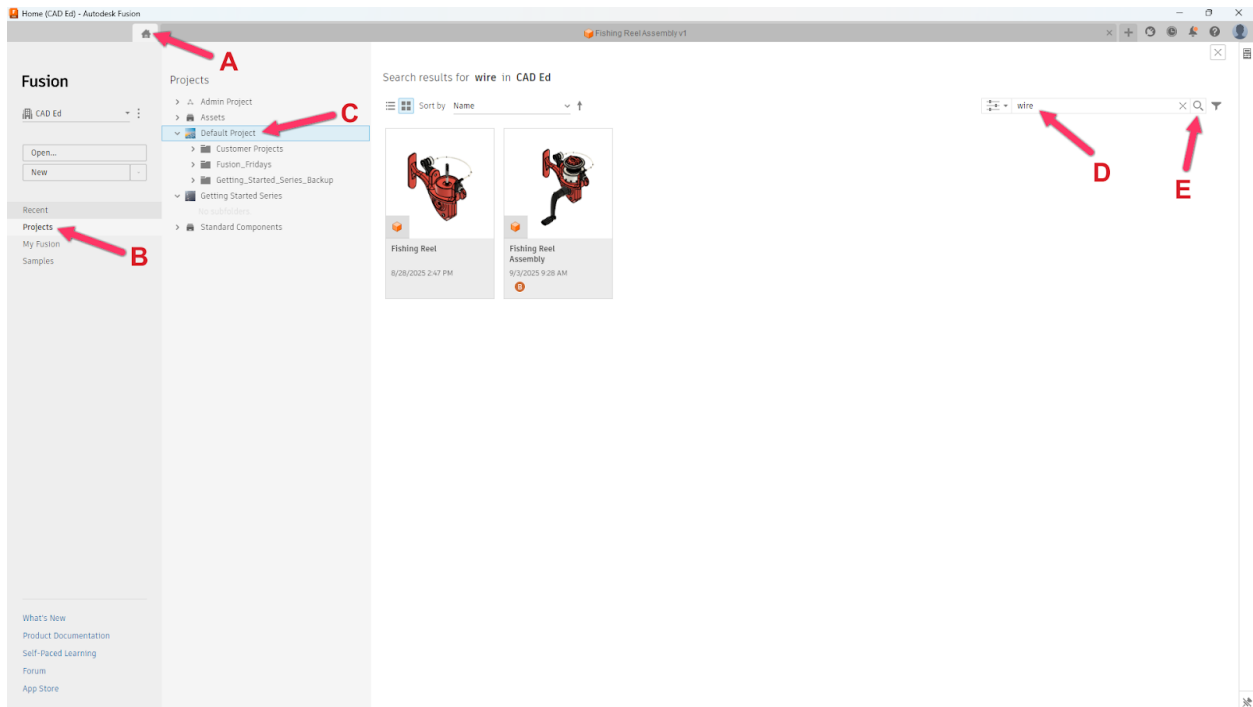 Home (CAD Ed) - Autodesk Fusion
Fishing Reel Assembly v1
A
Fusion
CAD Ed
Open...
New
Recent
Projects
B
My Fusion
Samples
What's New
Product Documentation
Self-Paced Learning
Forum
App Store
Projects
Admin Project
Assets
Default Project
C
Customer Projects
Fusion_Fridays
Getting_Started_Series_Backup
Getting Started Series
No subfolders
Standard Components
Search results for wire in CAD Ed
Sort by Name
wire
D
E
Fishing Reel
8/28/2025 2:47 PM
Fishing Reel
Assembly
9/3/2025 9:28 AM
B